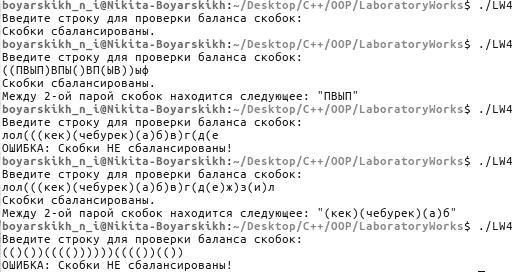 boyarskikh_n_i@Nikita-Boyarskikh:~/Desktop/C++/OOP/LaboratoryWorks$ ./LW4
Введите строку для проверки баланса скобок:
Скобки сбалансированы.
boyarskikh_n_i@Nikita-Boyarskikh:~/Desktop/C++/OOP/LaboratoryWorks$ ./LW4
Введите строку для проверки баланса скобок:
((ПВЫП)ВПЫ()ВП(ЫВ))ыф
Скобки сбалансированы.
Между 2-ой парой скобок находится следующее: "ПВЫП"
boyarskikh_n_i@Nikita-Boyarskikh:~/Desktop/C++/OOP/LaboratoryWorks$ ./LW4
Введите строку для проверки баланса скобок:
лол(((кек)(чебурек)(а)б)в)г(д(е
ОШИБКА: Скобки НЕ сбалансированы!
boyarskikh_n_i@Nikita-Boyarskikh:~/Desktop/C++/OOP/LaboratoryWorks$ ./LW4
Введите строку для проверки баланса скобок:
лол(((кек)(чебурек)(а)б)в)г(д(е)ж)з(и)л
Скобки сбалансированы.
Между 2-ой парой скобок находится следующее: "(кек)(чебурек)(а)б"
boyarskikh_n_i@Nikita-Boyarskikh:~/Desktop/C++/OOP/LaboratoryWorks$ ./LW4
Введите строку для проверки баланса скобок:
(()())(((())))))(((())(())
ОШИБКА: Скобки НЕ сбалансированы!